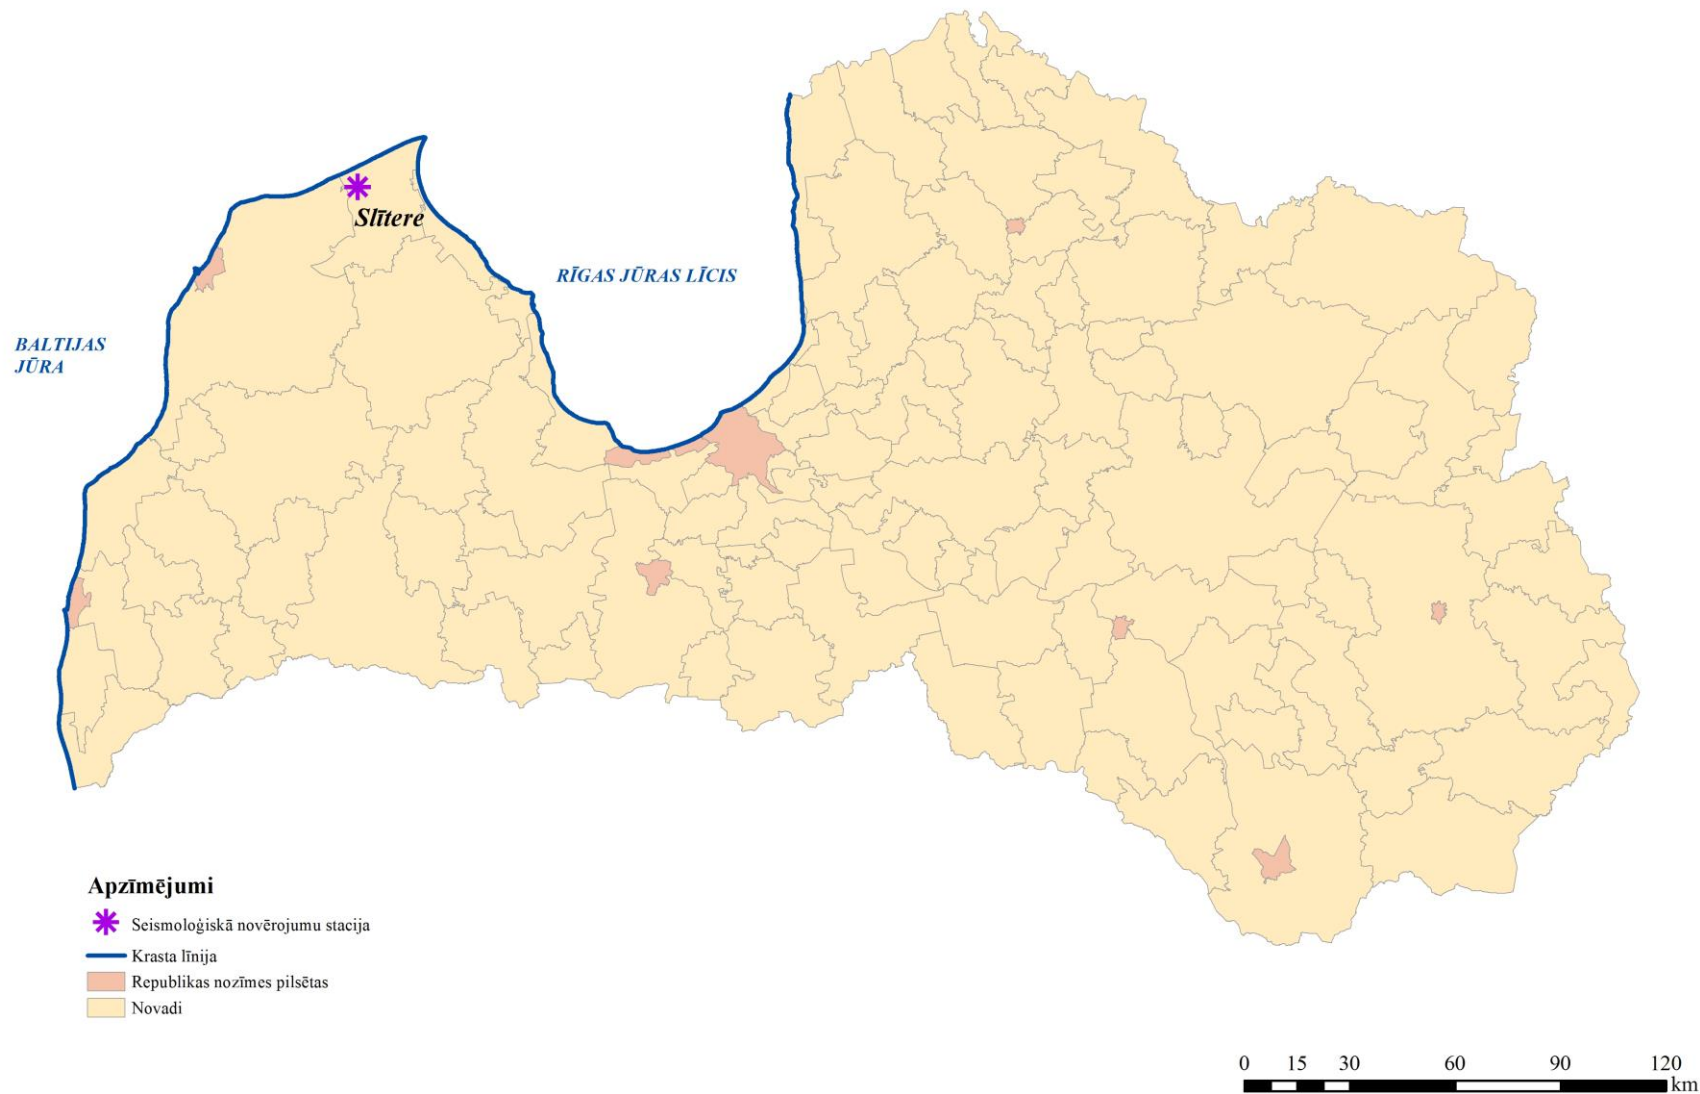 Slītere
RĪGAS JŪRAS LĪCIS
BALTIJAS
JŪRA
Apzīmējumi
Seismoloģiskā novērojumu stacija
Krasta līnija
Republikas nozīmes pilsētas
Novadi
0 15 30 60 90 120
km